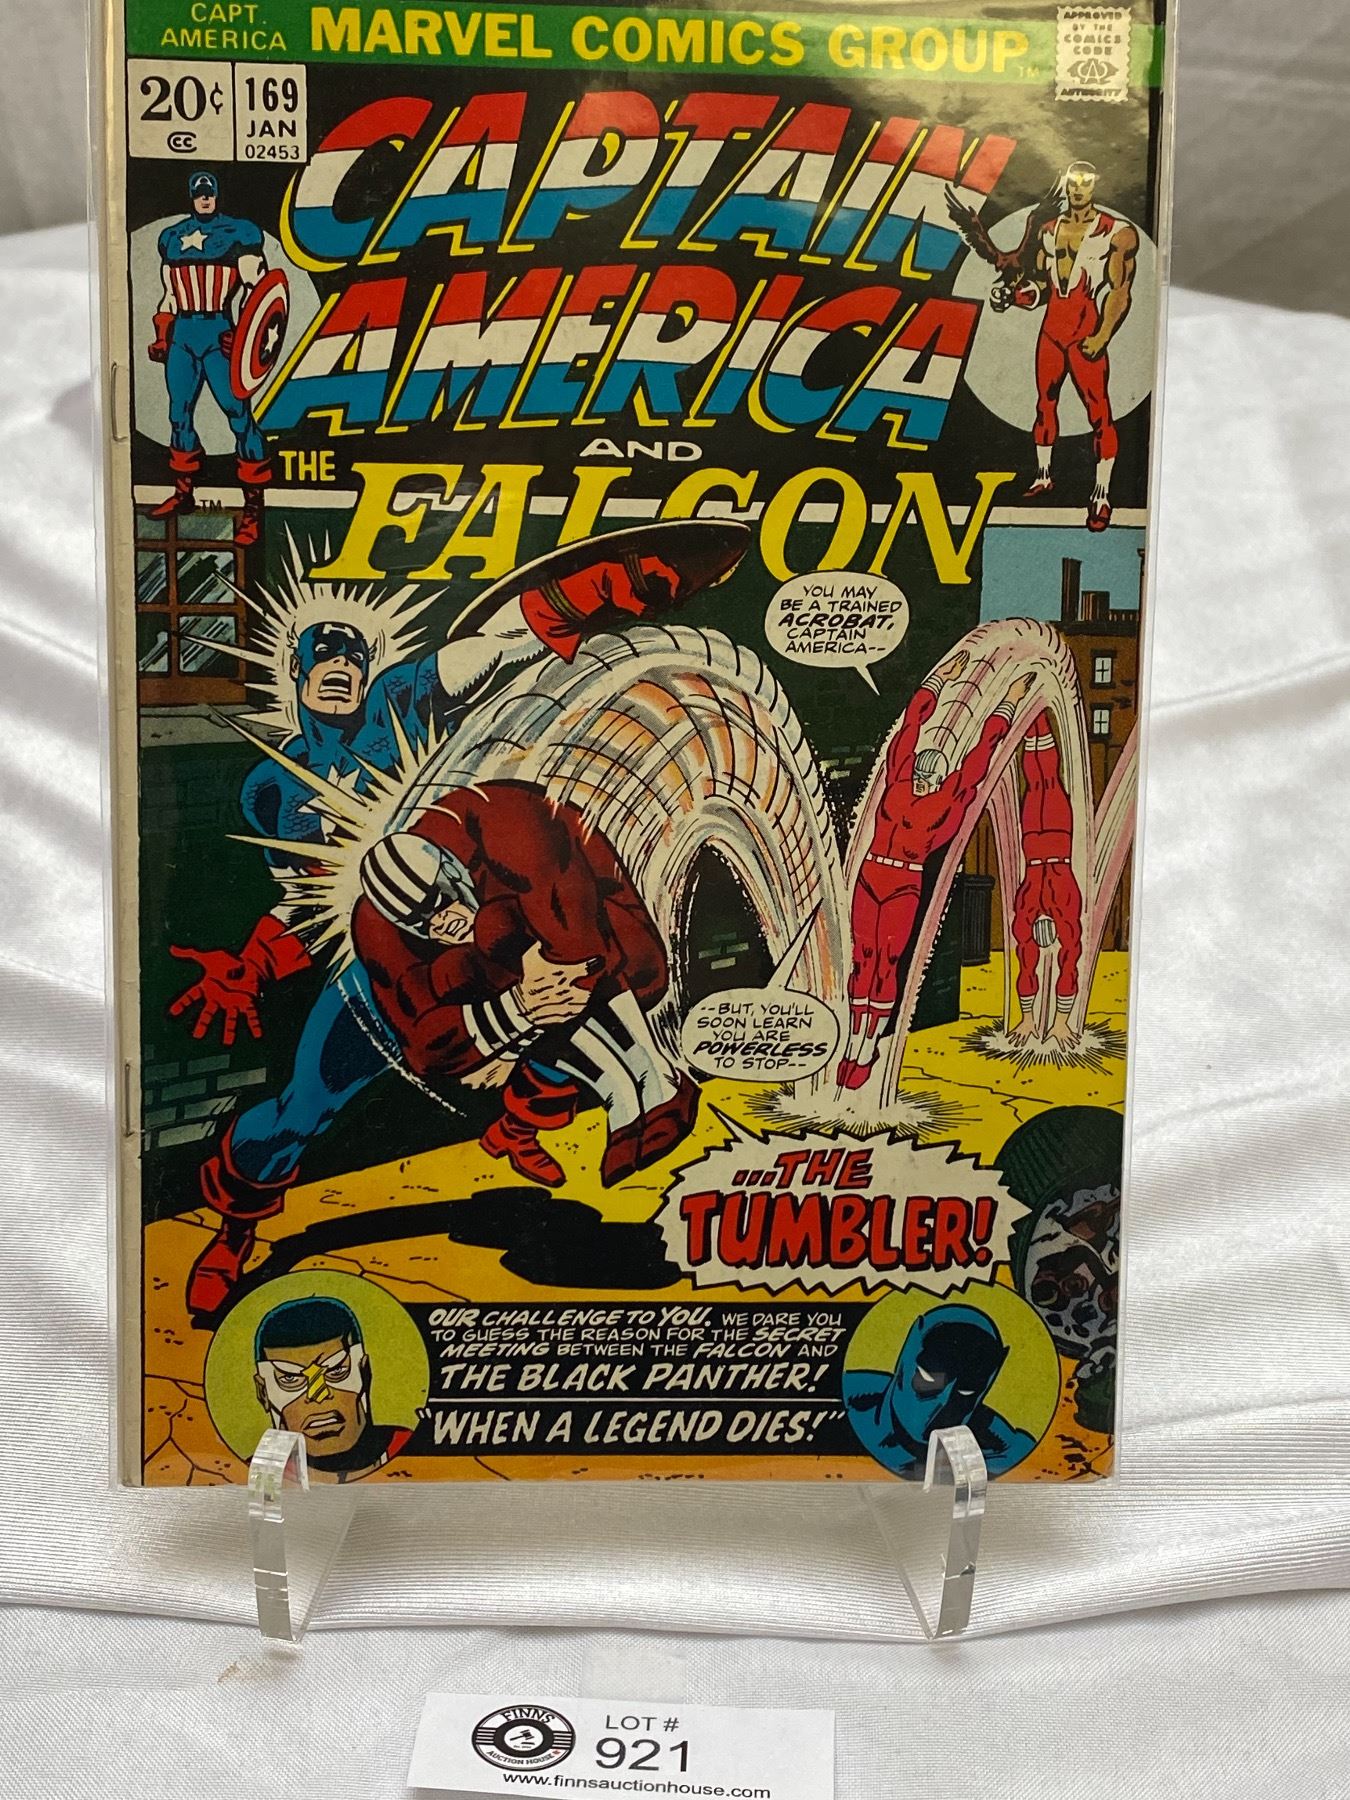 CAPT.
AMERICA
MARVEL COMICS GROUP
TM
APPROVED
BY THE
COMICS
CODE
CA
AUTHORITY
20¢
CC
169
JAN
02453
CAPTAIN
AMERICA
AND
THE FALCON
TM
YOU MAY
BE A TRAINED
ACROBAT,
CAPTAIN
AMERICA--
--BUT, YOU'LL
SOON LEARN
YOU ARE
POWERLESS
TO STOP--
...THE
TUMBLER!
OUR CHALLENGE TO YOU. WE DARE YOU
TO GUESS THE REASON FOR THE SECRET
MEETING BETWEEN THE FALCON AND
THE BLACK PANTHER!
"WHEN A LEGEND DIES!"
FINNS
AUCTION HOUSE
LOT #
921
www.finnsauctionhouse.com